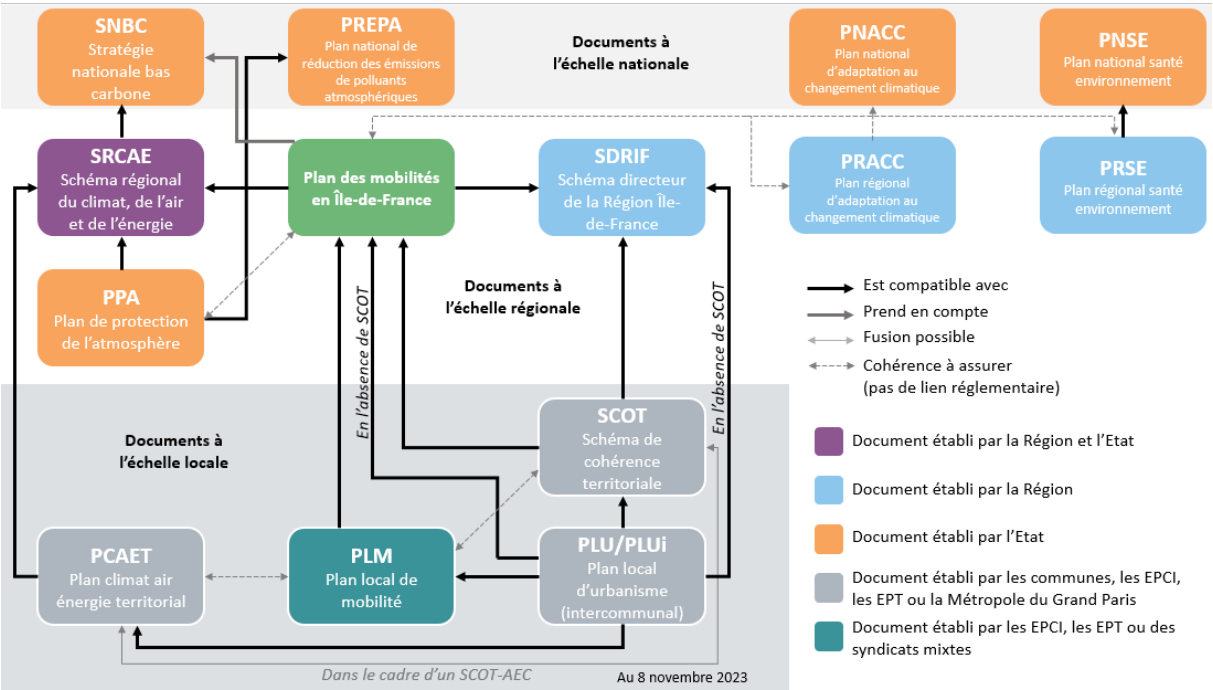 SNBC
Stratégie
nationale bas
carbone
PREPA
Plan national de
réduction des émissions
de polluants
atmosphériques
Documents à
l’échelle nationale
PNACC
Plan national
d’adaptation au
changement climatique
PNSE
Plan national santé
environnement
SRCAE
Schéma régional
du climat, de l’air
et de l’énergie
Plan des mobilités
en Île-de-France
SDRIF
Schéma directeur
de la Région Île-
de-France
PRACC
Plan régional
d’adaptation au
changement climatique
PRSE
Plan régional santé
environnement
PPA
Plan de protection
de l’atmosphère
En l’absence de SCOT
Documents à
l’échelle régionale
En l’absence de SCOT
Est compatible avec
Prend en compte
Fusion possible
Cohérence à assurer
(pas de lien réglementaire)
Documents à
l’échelle locale
SCOT
Schéma de
cohérence
territoriale
PCAET
Plan climat air
énergie territorial
PLM
Plan local de
mobilité
PLU/PLUi
Plan local
d’urbanisme
(intercommunal)
Dans le cadre d’un SCOT-AEC
Au 8 novembre 2023
Document établi par la Région et l’Etat
Document établi par la Région
Document établi par l’Etat
Document établi par les communes, les EPCI,
les EPT ou la Métropole du Grand Paris
Document établi par les EPCI, les EPT ou des
syndicats mixtes